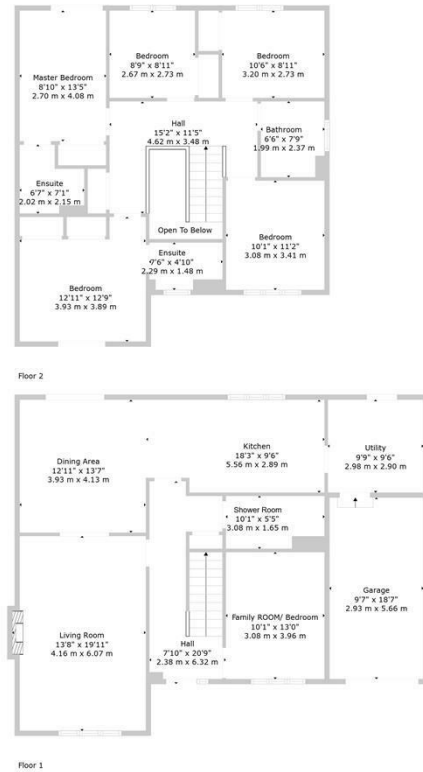 Master Bedroom
8'10" x 13'5"
2.70 m x 4.08 m
Bedroom
8'9" x 8'11"
2.67 m x 2.73 m
Bedroom
10'6" x 8'11"
3.20 m x 2.73 m
Hall
15'2" x 11'5"
4.62 m x 3.48 m
Bathroom
6'6" x 7'9"
1.99 m x 2.37 m
Ensuite
6'7" x 7'1"
2.02 m x 2.15 m
Open To Below
Ensuite
7'6" x 4'10"
2.29 m x 1.48 m
Bedroom
10'1" x 11'2"
3.08 m x 3.41 m
Bedroom
12'11" x 12'9"
3.93 m x 3.89 m
Floor 2
Dining Area
12'11" x 13'7"
3.93 m x 4.13 m
Kitchen
18'3" x 9'6"
5.56 m x 2.89 m
Utility
9'9" x 9'6"
2.98 m x 2.90 m
Shower Room
10'1" x 5'5"
3.08 m x 1.65 m
Garage
9'7" x 18'7"
2.93 m x 5.66 m
Family ROOM/ Bedroom
10'1" x 13'0"
3.08 m x 3.96 m
Living Room
13'8" x 19'11"
4.16 m x 6.07 m
Hall
7'10" x 20'9"
2.38 m x 6.32 m
Floor 1